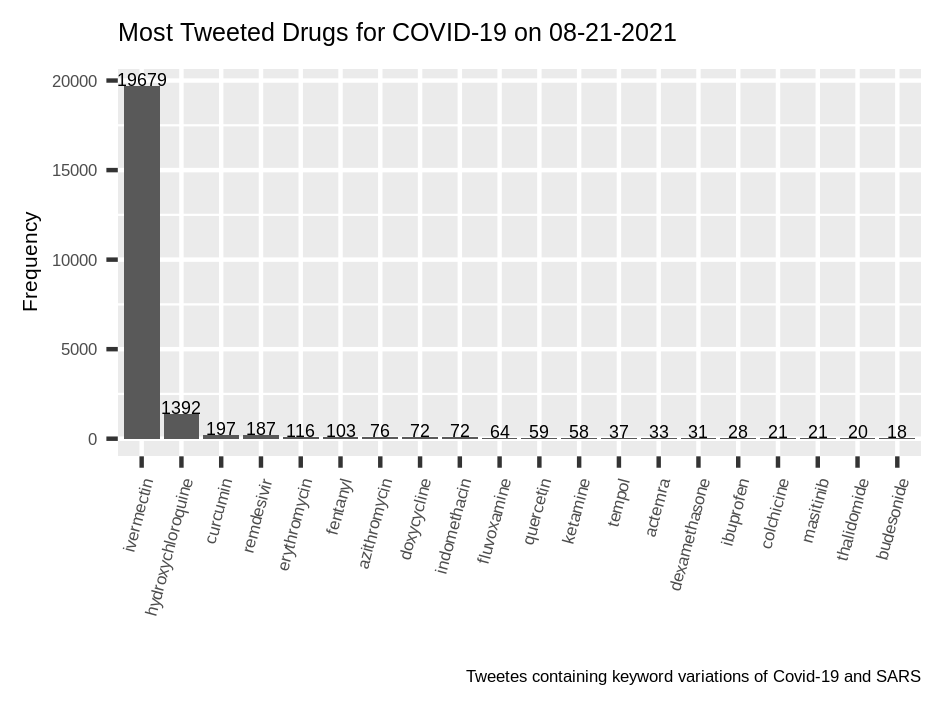 Most Tweeted Drugs for COVID-19 on 08-21-2021
Frequency
20000
15000
10000
5000
0
19679
1392
197
187
116
103
76
72
72
64
59
58
37
33
31
28
21
21
20
18
ivermectin
hydroxychloroquine
curcumin
remdesivir
erythromycin
fentanyl
azithromycin
doxycycline
indomethacin
fluvoxamine
quercetin
ketamine
tempol
actemra
dexamethasone
ibuprofen
colchicine
masitinib
thalidomide
budesonide
Tweetes containing keyword variations of Covid-19 and SARS